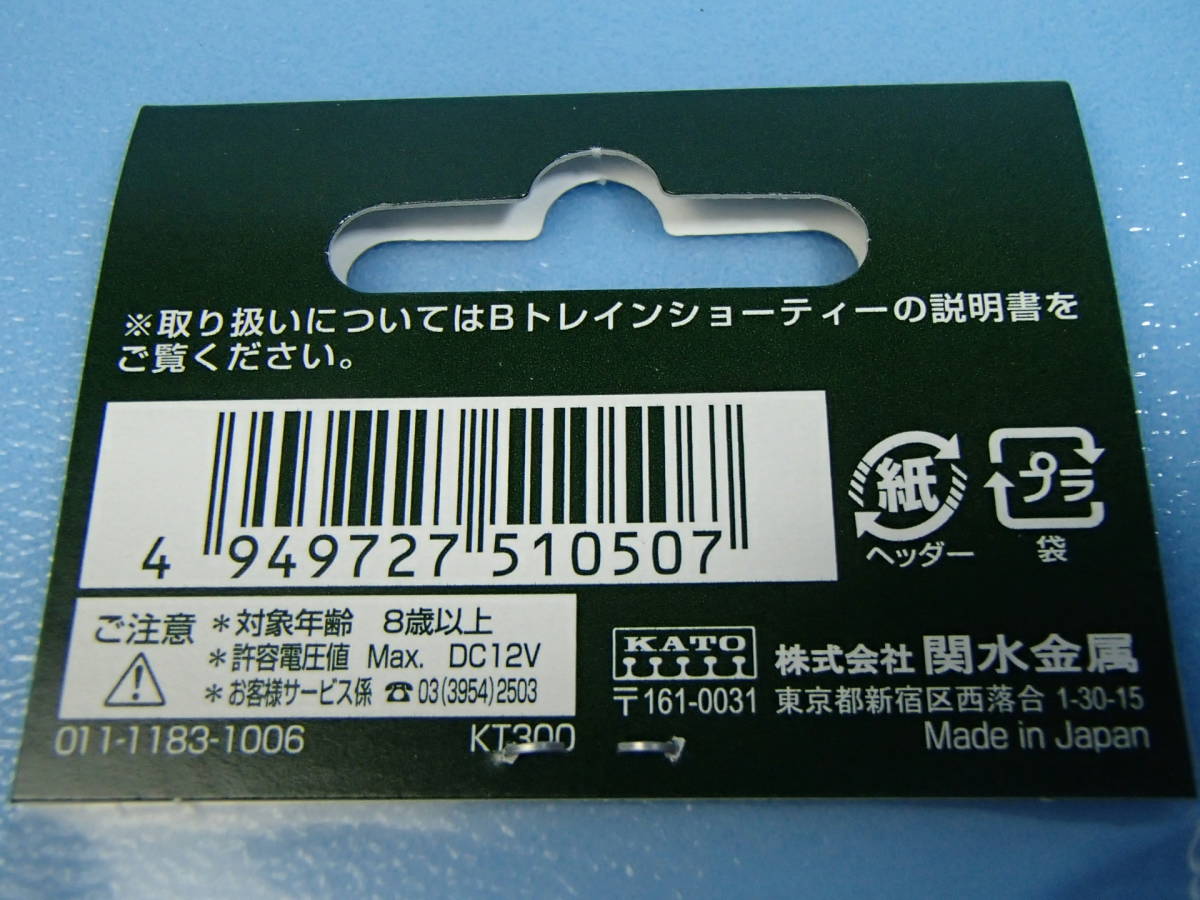 ※取り扱いについてはBトレインショーティーの説明書を
ご覧ください。
4 949727 510507
紙
ヘッダー
プラ
袋
ご注意
＊対象年齢 8歳以上
＊許容電圧値 Max. DC12V
＊お客様サービス係 ☎03(3954)2503
KATO
株式会社 関水金属
〒161-0031 東京都新宿区西落合 1-30-15
011-1183-1006
KT300
Made in Japan